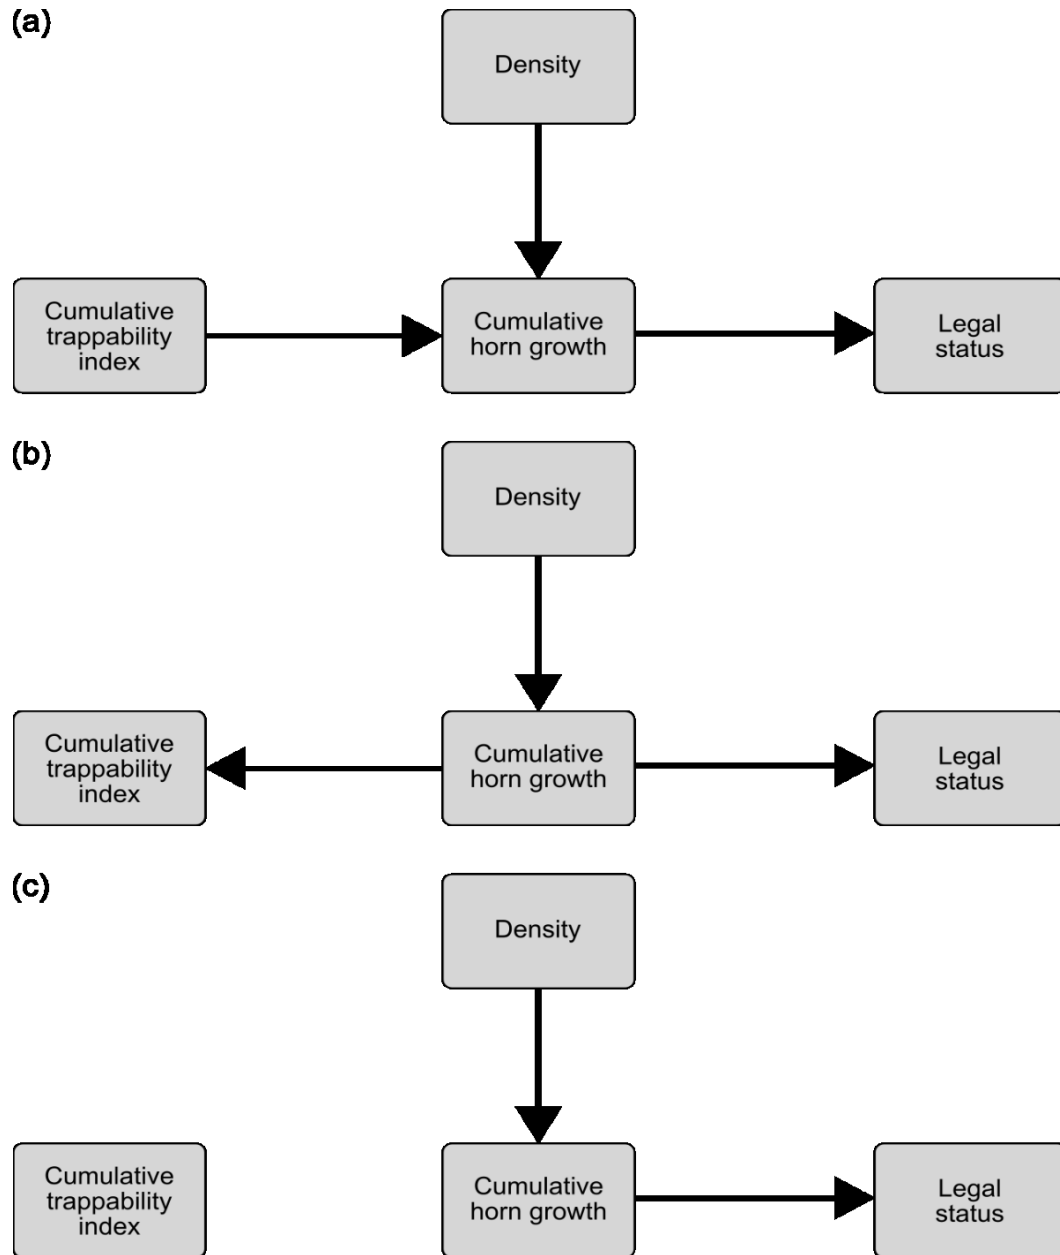 (a)
Density
Cumulative
trappability
index
Cumulative
horn growth
Legal
status
(b)
Density
Cumulative
trappability
index
Cumulative
horn growth
Legal
status
(c)
Density
Cumulative
trappability
index
Cumulative
horn growth
Legal
status